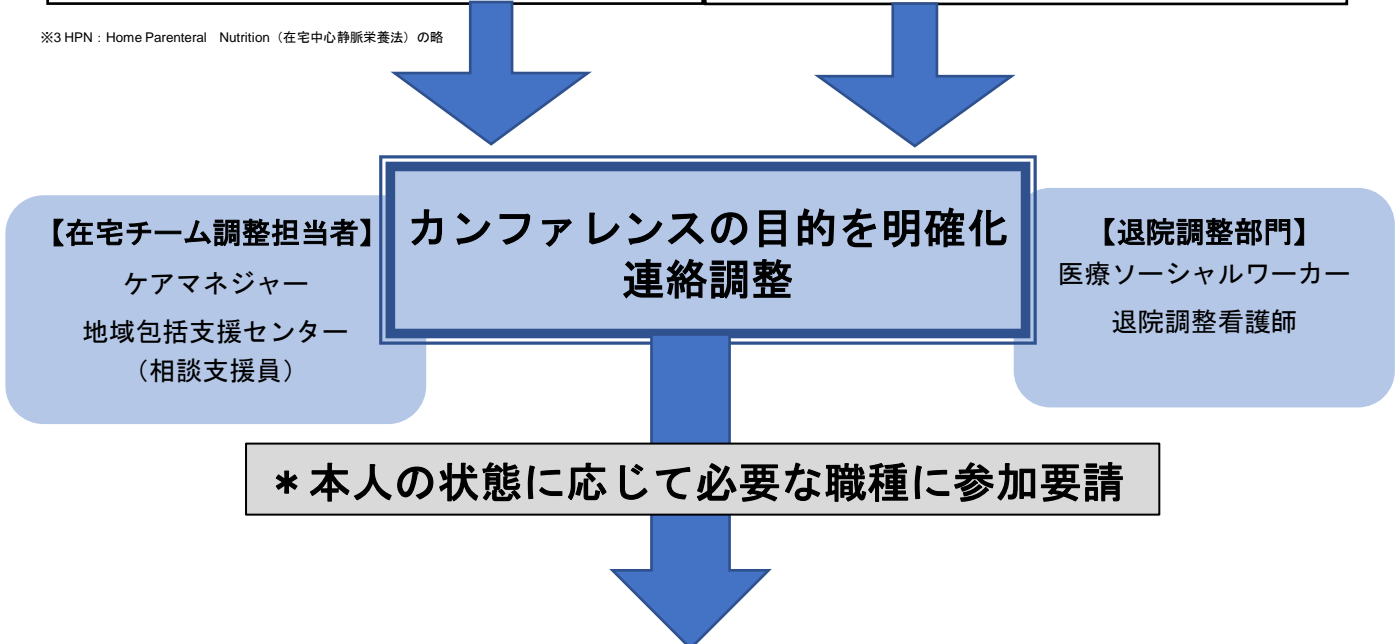 ※3 HPN：Home Parenteral　Nutrition（在宅中心静脈栄養法）の略
カンファレンスの目的を明確化
連絡調整
【在宅チーム調整担当者】
ケアマネジャー
地域包括支援センター
（相談支援員）
【退院調整部門】
医療ソーシャルワーカー
退院調整看護師
＊本人の状態に応じて必要な職種に参加要請